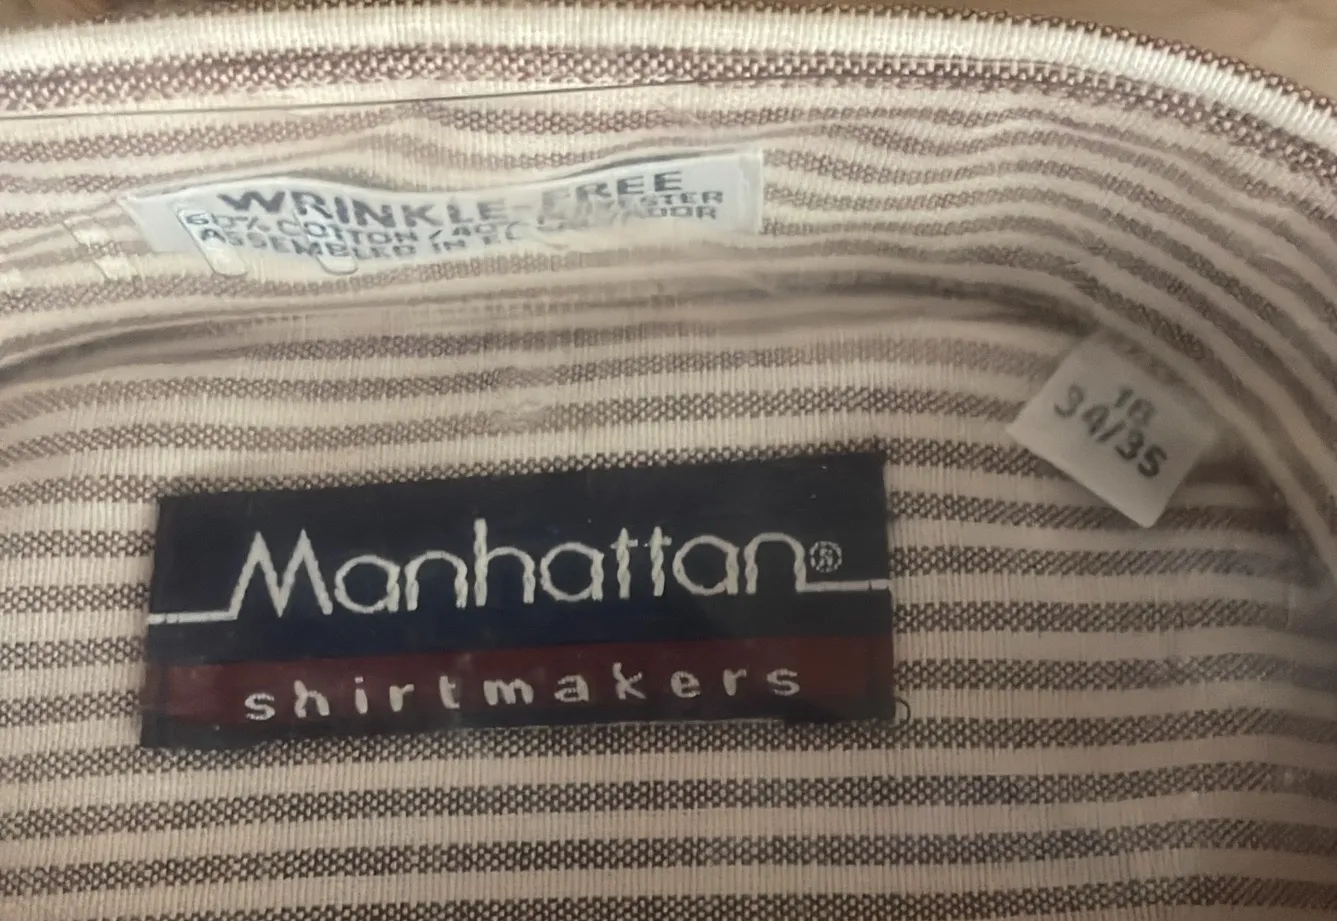 WRINKLE-FREE
60% COTTON / 40% POLYESTER
ASSEMBLED IN EL SALVADOR
18
34/35
Manhattan®
shirtmakers